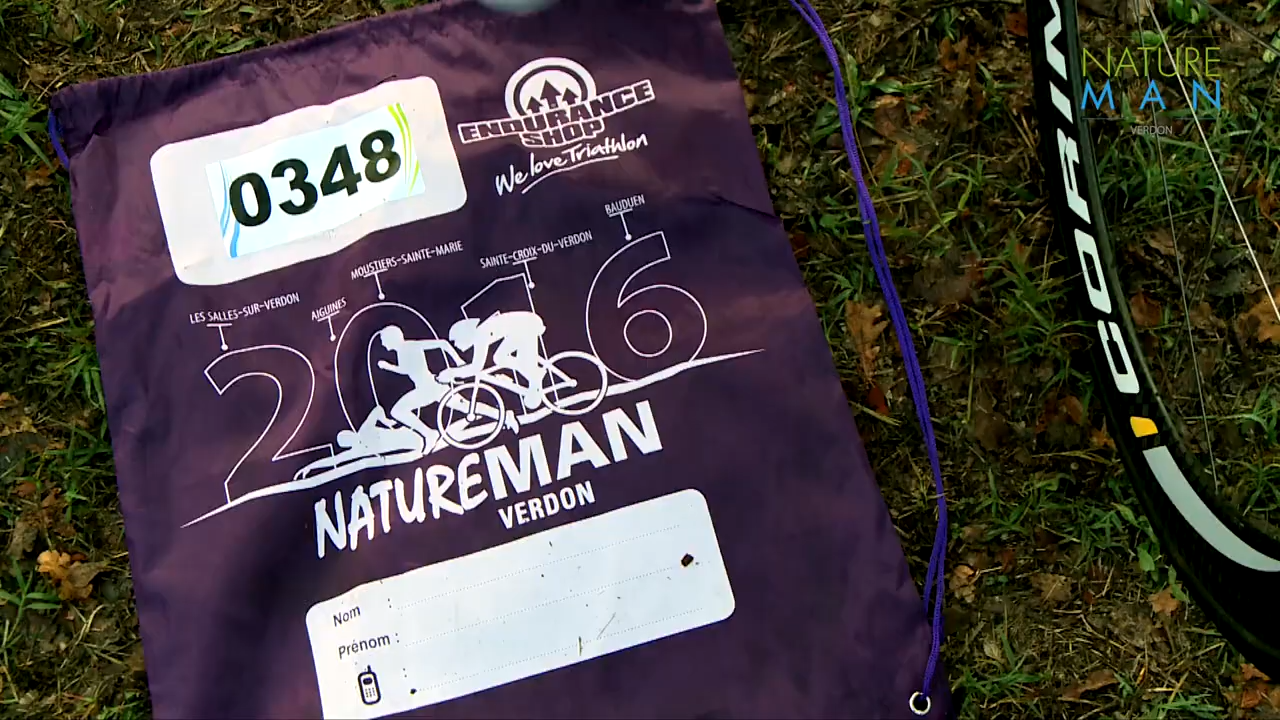 0348
ENDURANCE
SHOP
We love Triathlon
LES SALLES-SUR-VERDON
AIGUINES
MOUSTIERS-SAINTE-MARIE
SAINTE-CROIX-DU-VERDON
BAUDUEN
2016
NATUREMAN
VERDON
Nom :
Prénom :
:
NATURE
MAN
VERDON